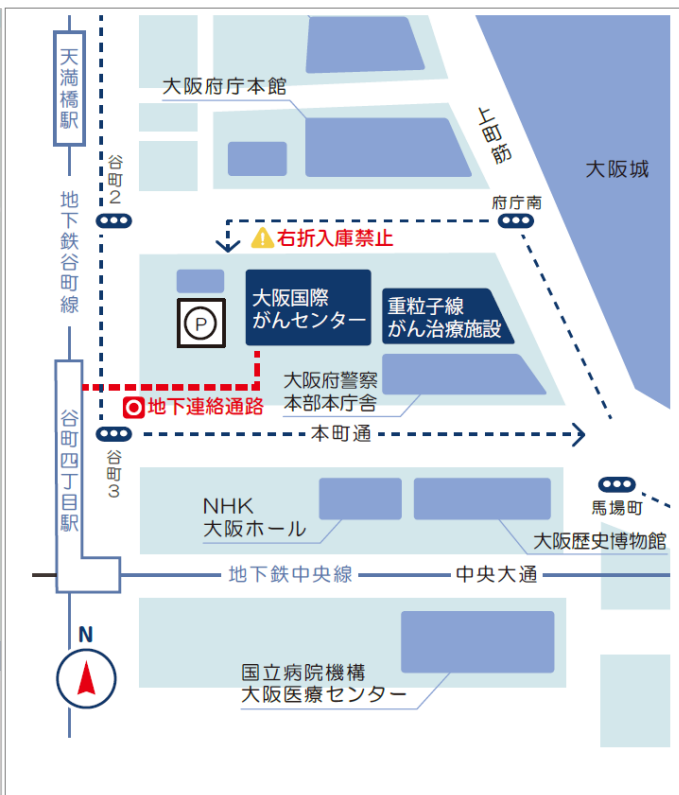 天満橋駅
大阪府庁本館
上町筋
大阪城
谷町2
府庁南
地下鉄谷町線
右折入庫禁止
大阪国際
がんセンター
重粒子線
がん治療施設
P
大阪府警察
本部本庁舎
地下連絡通路
谷町四丁目駅
本町通
谷町3
NHK
大阪ホール
馬場町
大阪歴史博物館
地下鉄中央線
中央大通
N
国立病院機構
大阪医療センター